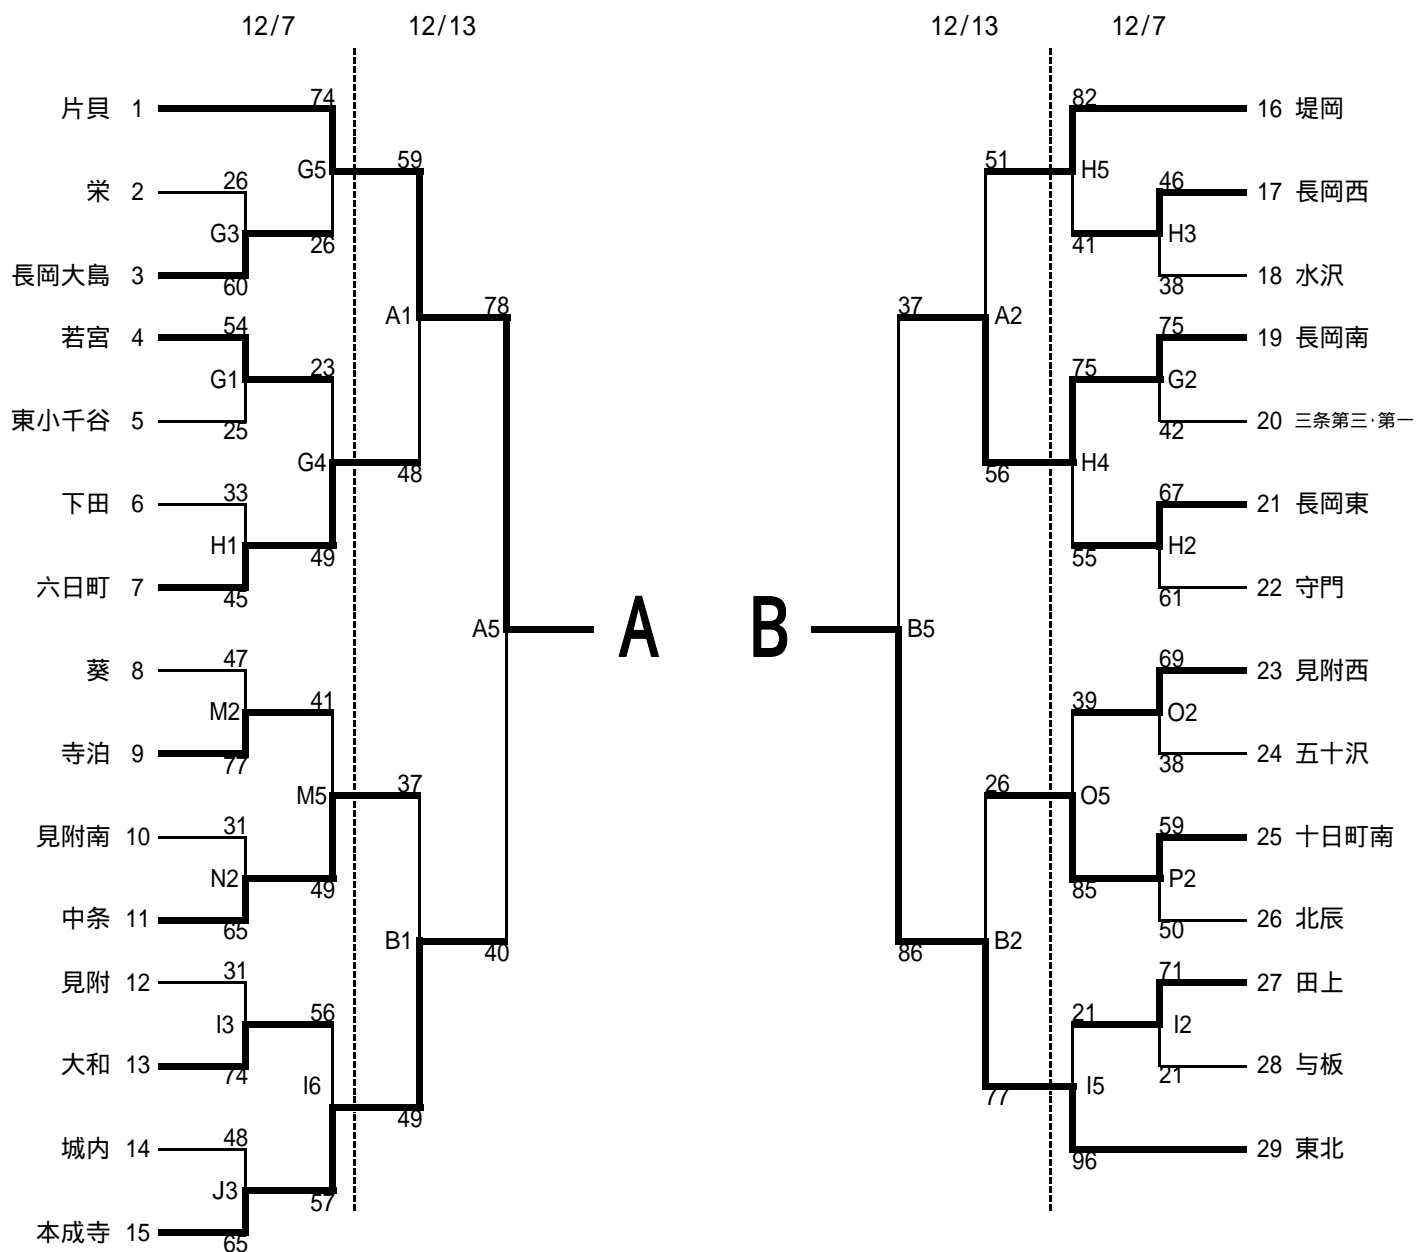 12/7 12/13 12/13 12/7
74 82
片貝 1 16 堤岡
G5 59 51 H5
栄 2 26 46 17 長岡西
G3 H3
26 41
長岡大島 3 60 38 18 水沢
78 A1 37 A2
若宮 4 54 75 19 長岡南
G1 23 75 G2
東小千谷 5 25 42 20 三条第三・第一
G4 48 56 H4
下田 6 33 67 21 長岡東
H1 49 55 H2
六日町 7 45 61 22 守門
A5 A B B5
葵 8 47 69 23 見附西
M2 41 39 O2
寺泊 9 77 38 24 五十沢
M5 37 26 O5
見附南 10 31 59 25 十日町南
N2 49 85 P2
中条 11 65 50 26 北辰
B1 40 86 B2
見附 12 31 71 27 田上
I3 56 21 I2
大和 13 74 21 28 与板
I6 49 77 I5
城内 14 48 96 29 東北
J3 57
本成寺 15 65